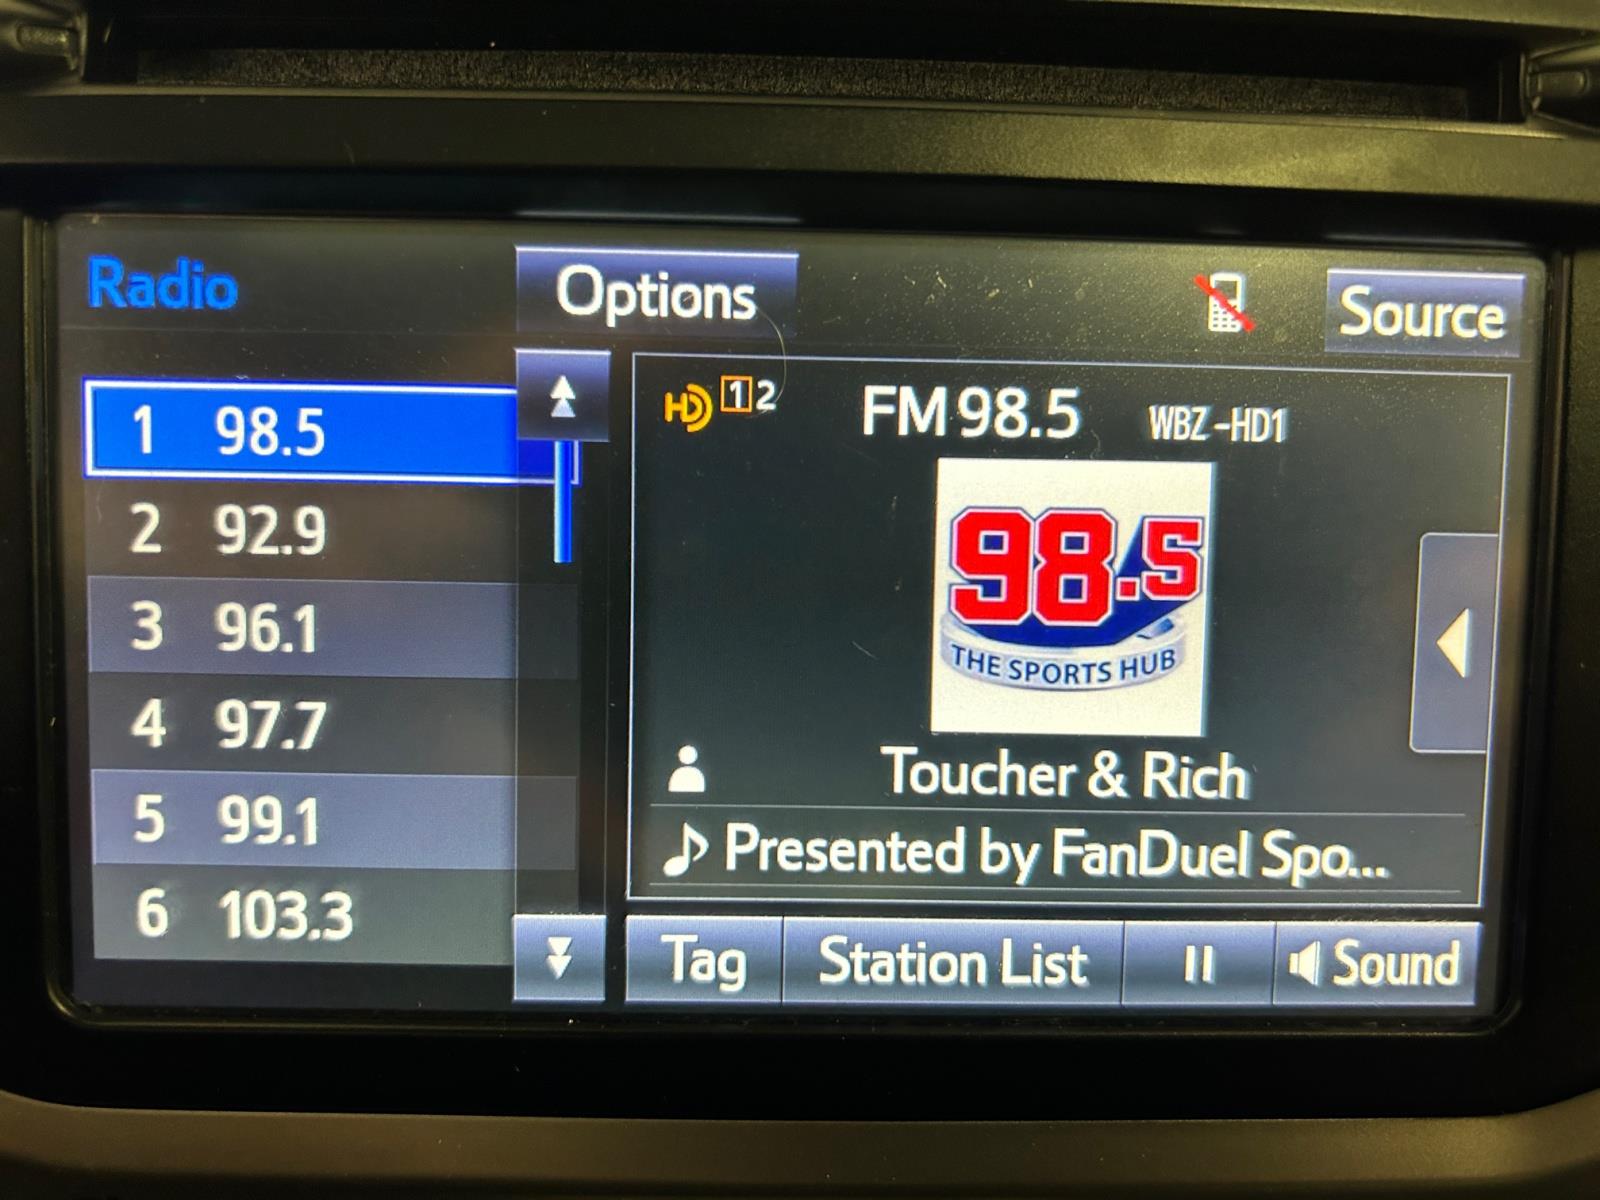 Radio
Options
Source
1 98.5
2 92.9
3 96.1
4 97.7
5 99.1
6 103.3
HD 1 2
FM 98.5 WBZ-HD1
98.5
THE SPORTS HUB
Toucher & Rich
Presented by FanDuel Spo...
Tag
Station List
Sound